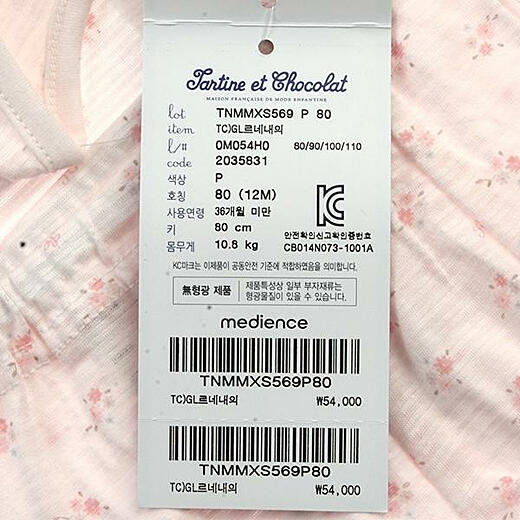 Tartine et Chocolat
MAISON FRANÇAISE DE MODE ENFANTINE
lot TNMMXS569 P 80
item TC)GL르네내의
l/# 0M054H0 80/90/100/110
code 2035831
색상 P
호칭 80 (12M)
사용연령 36개월 미만
키 80 cm
몸무게 10.8 kg
안전확인신고확인증번호
CB014N073-1001A
KC마크는 이제품이 공동안전 기준에 적합하였음을 의미합니다.
無형광 제품 제품특성상 일부 부자재류는
형광물질이 있을 수 있습니다.
medience
TNMMXS569P80
TC)GL르네내의 ₩54,000
TNMMXS569P80
TC)GL르네내의 ₩54,000